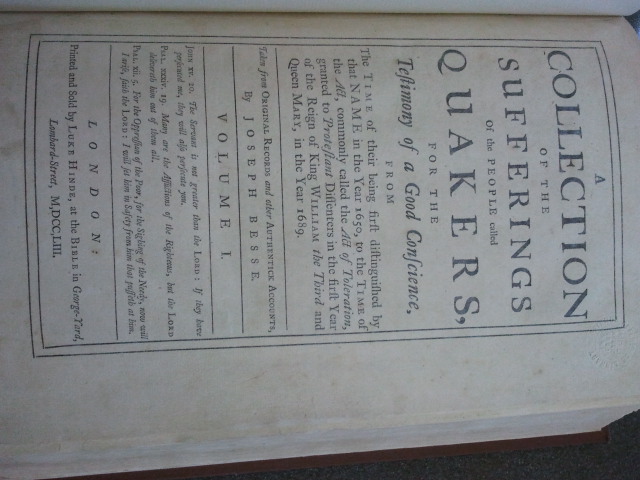 A
COLLECTION
OF THE
SUFFERINGS
Of the PEOPLE called
QUAKERS,
FOR THE
Teſtimony of a Good Conſcience,
FROM
The TIME of their being firſt diſtinguiſhed by
that NAME in the Year 1650, to the TIME of
the Act, commonly called the Act of Toleration,
granted to Proteſtant Diſſenters in the firſt Year
of the Reign of King WILLIAM the Third and
Queen MARY, in the Year 1689.
Taken from ORIGINAL RECORDS and other AUTHENTICK ACCOUNTS,
By JOSEPH BESSE.
VOLUME I.
JOHN xv. 20. The Servant is not greater than the LORD: If they have
perſecuted me, they will alſo perſecute you.
PSAL. xxxiv. 19. Many are the Afflictions of the Righteous, but the LORD
delivereth him out of them all.
PSAL. xii. 5. For the Oppreſſion of the Poor, for the Sighing of the Needy, now will
I ariſe, ſaith the LORD: I will ſet him in Safety from him that puffeth at him.
LONDON:
Printed and Sold by LUKE HINDE, at the BIBLE in George-Yard,
Lombard-Street, M,DCC,LIII.